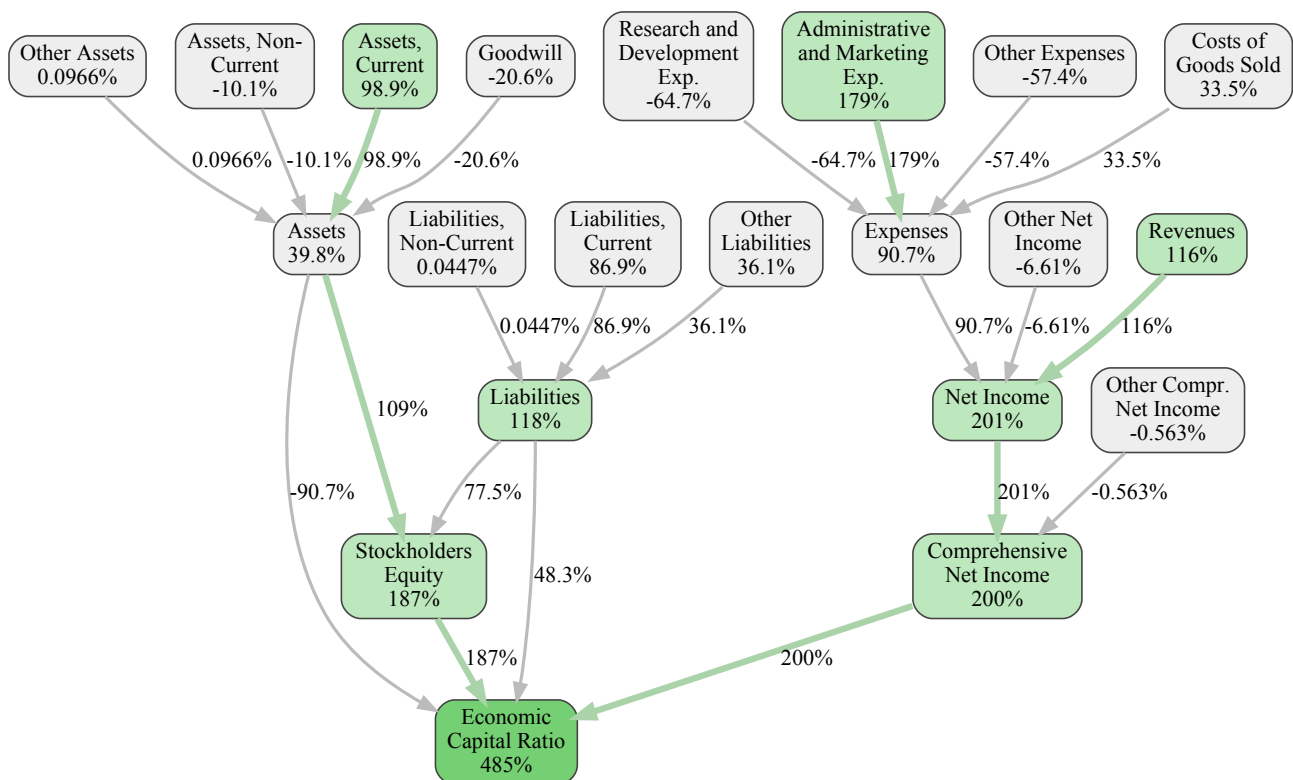 Other Assets
0.0966%
Assets, Non-
Current
-10.1%
Assets,
Current
98.9%
Goodwill
-20.6%
Research and
Development
Exp.
-64.7%
Administrative
and Marketing
Exp.
179%
Other Expenses
-57.4%
Costs of
Goods Sold
33.5%
0.0966%
-10.1%
98.9%
-20.6%
-64.7%
179%
-57.4%
33.5%
Assets
39.8%
Liabilities,
Non-Current
0.0447%
Liabilities,
Current
86.9%
Other
Liabilities
36.1%
Expenses
90.7%
Other Net
Income
-6.61%
Revenues
116%
0.0447%
86.9%
36.1%
90.7%
-6.61%
116%
109%
Liabilities
118%
Net Income
201%
Other Compr.
Net Income
-0.563%
-90.7%
77.5%
201%
-0.563%
Stockholders
Equity
187%
48.3%
Comprehensive
Net Income
200%
187%
200%
Economic
Capital Ratio
485%